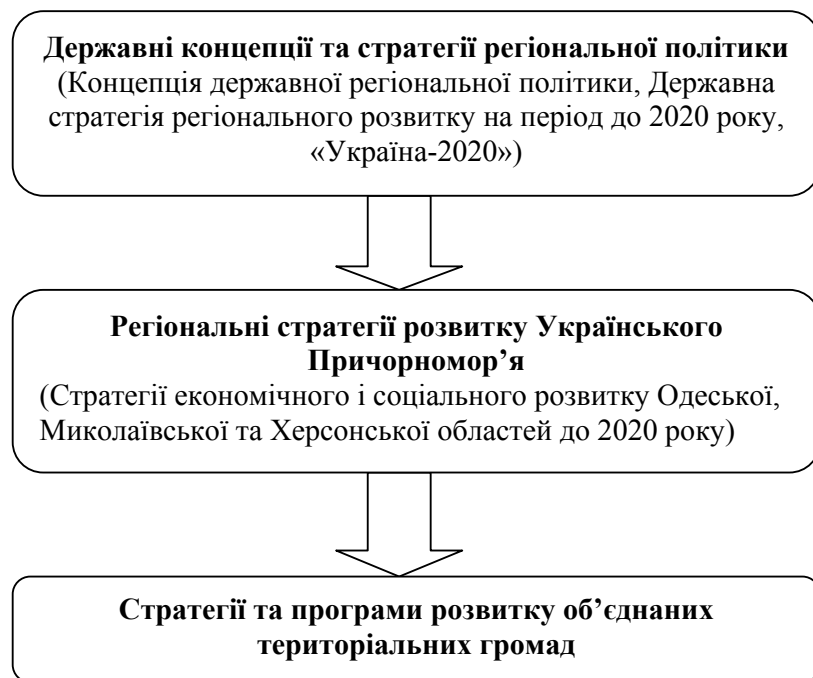 Державні концепції та стратегії регіональної політики
(Концепція державної регіональної політики, Державна
стратегія регіонального розвитку на період до 2020 року,
«Україна-2020»)
Регіональні стратегії розвитку Українського
Причорномор’я
(Стратегії економічного і соціального розвитку Одеської,
Миколаївської та Херсонської областей до 2020 року)
Стратегії та програми розвитку об’єднаних
територіальних громад